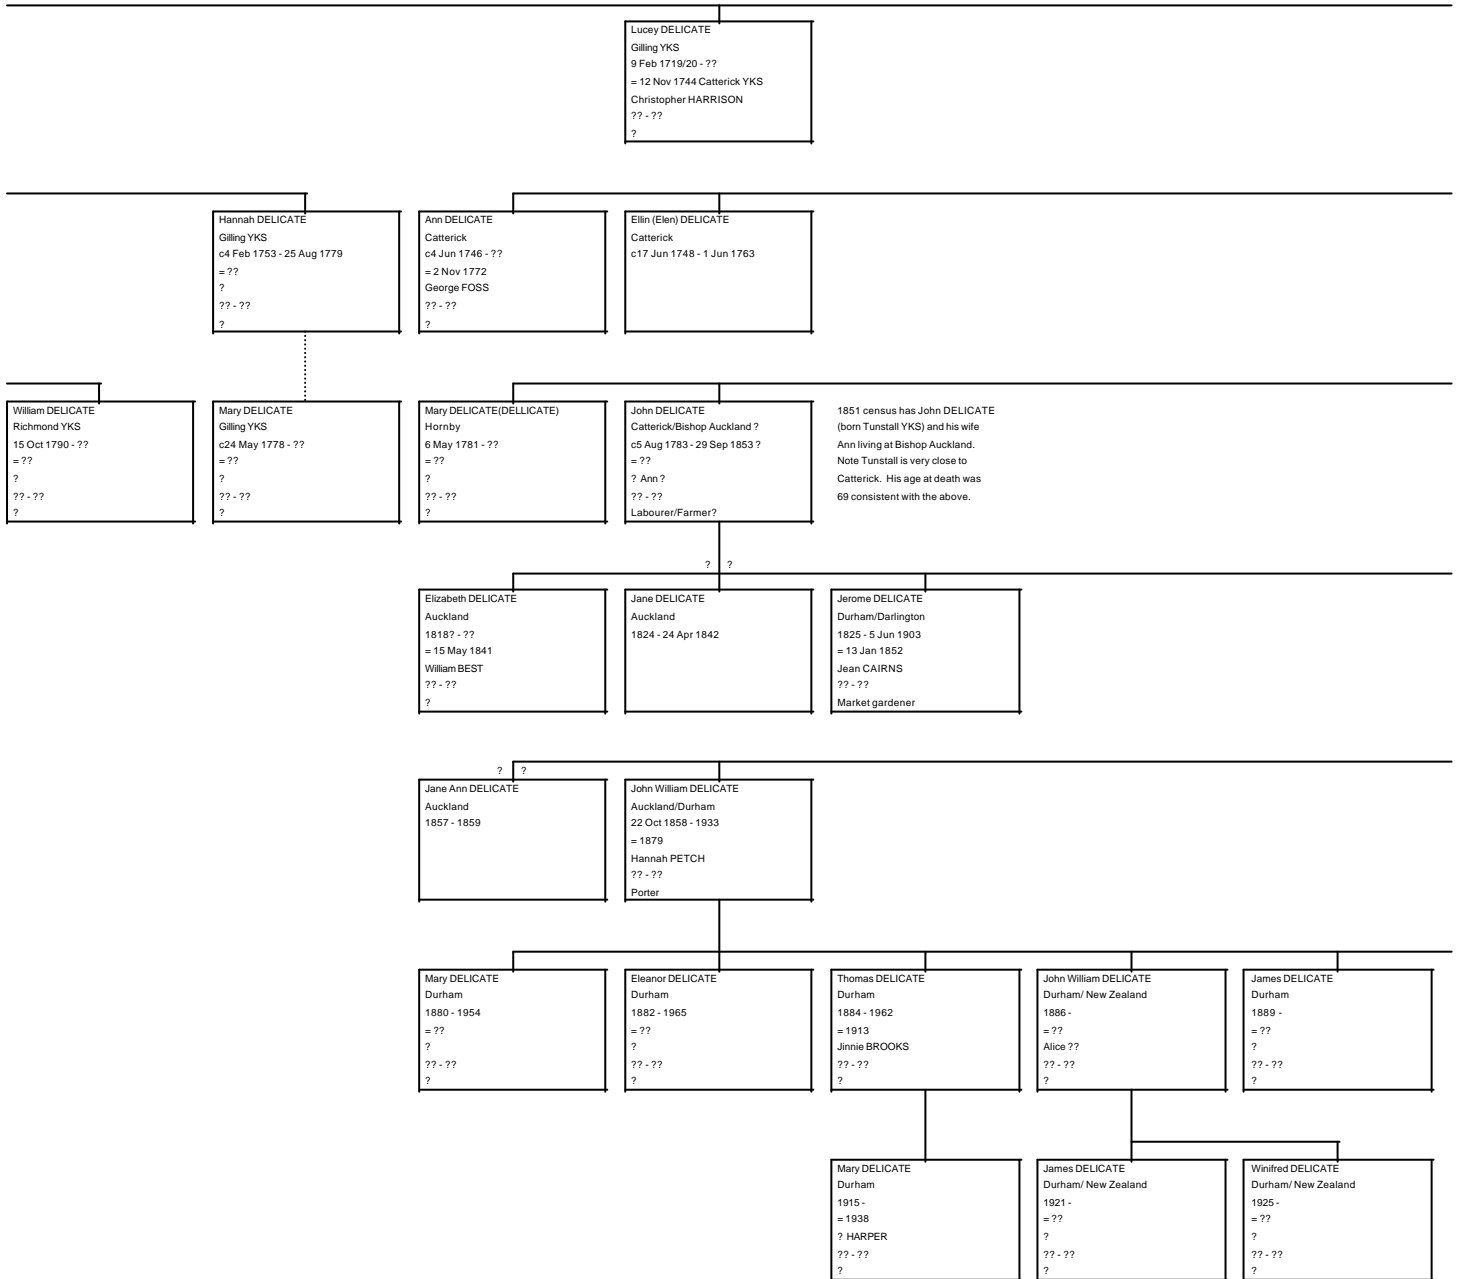 Lucey DELICATE
Gilling YKS
9 Feb 1719/20 - ??
= 12 Nov 1744 Catterick YKS
Christopher HARRISON
?? - ??
?
Hannah DELICATE
Gilling YKS
c4 Feb 1753 - 25 Aug 1779
= ??
?
?? - ??
?
Ann DELICATE
Catterick
c4 Jun 1746 - ??
= 2 Nov 1772
George FOSS
?? - ??
?
Ellin (Elen) DELICATE
Catterick
c17 Jun 1748 - 1 Jun 1763
William DELICATE
Richmond YKS
15 Oct 1790 - ??
= ??
?
?? - ??
?
Mary DELICATE
Gilling YKS
c24 May 1778 - ??
= ??
?
?? - ??
?
Mary DELICATE(DELLICATE)
Hornby
6 May 1781 - ??
= ??
?
?? - ??
?
John DELICATE
Catterick/Bishop Auckland ?
c5 Aug 1783 - 29 Sep 1853 ?
= ??
? Ann ?
?? - ??
Labourer/Farmer?
1851 census has John DELICATE
(born Tunstall YKS) and his wife
Ann living at Bishop Auckland.
Note Tunstall is very close to
Catterick. His age at death was
69 consistent with the above.
? ?
Elizabeth DELICATE
Auckland
1818? - ??
= 15 May 1841
William BEST
?? - ??
?
Jane DELICATE
Auckland
1824 - 24 Apr 1842
Jerome DELICATE
Durham/Darlington
1825 - 5 Jun 1903
= 13 Jan 1852
Jean CAIRNS
?? - ??
Market gardener
? ?
Jane Ann DELICATE
Auckland
1857 - 1859
John William DELICATE
Auckland/Durham
22 Oct 1858 - 1933
= 1879
Hannah PETCH
?? - ??
Porter
Mary DELICATE
Durham
1880 - 1954
= ??
?
?? - ??
?
Eleanor DELICATE
Durham
1882 - 1965
= ??
?
?? - ??
?
Thomas DELICATE
Durham
1884 - 1962
= 1913
Jinnie BROOKS
?? - ??
?
John William DELICATE
Durham/ New Zealand
1886 -
= ??
Alice ??
?? - ??
?
James DELICATE
Durham
1889 -
= ??
?
?? - ??
?
Mary DELICATE
Durham
1915 -
= 1938
? HARPER
?? - ??
?
James DELICATE
Durham/ New Zealand
1921 -
= ??
?
?? - ??
?
Winifred DELICATE
Durham/ New Zealand
1925 -
= ??
?
?? - ??
?